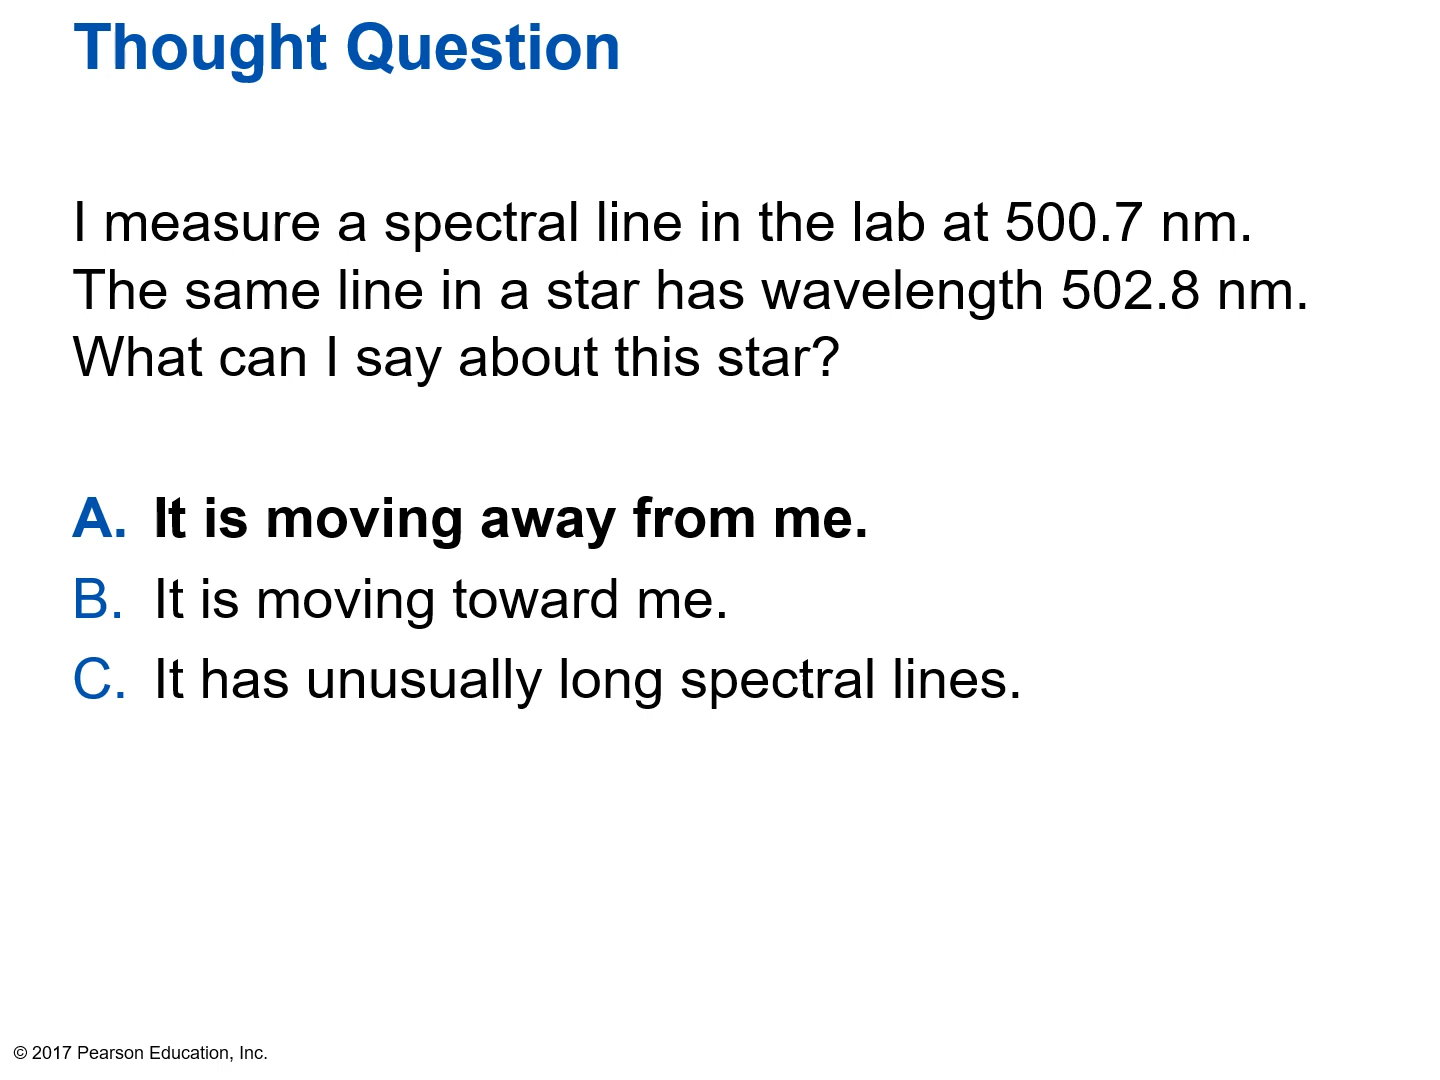 Thought Question
I measure a spectral line in the lab at 500.7 nm.
The same line in a star has wavelength 502.8 nm.
What can I say about this star?
A. It is moving away from me.
B. It is moving toward me.
C. It has unusually long spectral lines.
© 2017 Pearson Education, Inc.